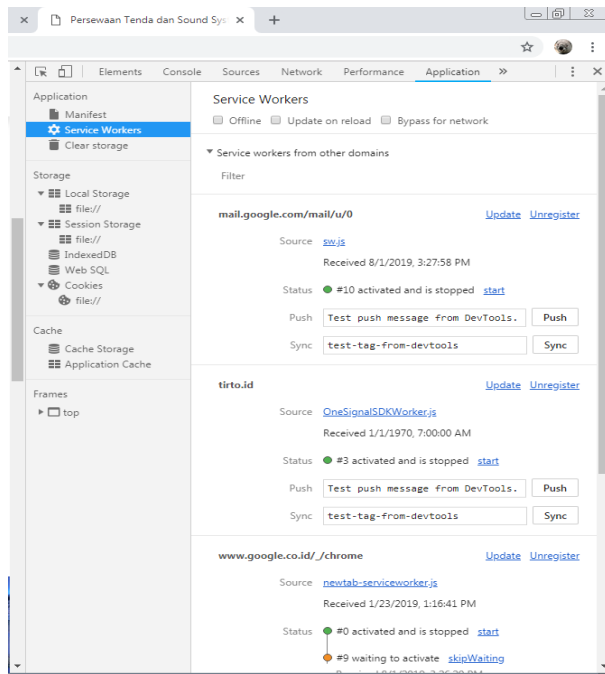 Persewaan Tenda dan Sound Sys
Elements Console Sources Network Performance Application
Application
Manifest
Service Workers
Clear storage
Storage
Local Storage
file://
Session Storage
file://
IndexedDB
Web SQL
Cookies
file://
Cache
Cache Storage
Application Cache
Frames
top
Service Workers
Offline Update on reload Bypass for network
Service workers from other domains
Filter
mail.google.com/mail/u/0 Update Unregister
Source sw.js
Received 8/1/2019, 3:27:58 PM
Status #10 activated and is stopped start
Push Test push message from DevTools. Push
Sync test-tag-from-devtools Sync
tirto.id Update Unregister
Source OneSignalSDKWorker.js
Received 1/1/1970, 7:00:00 AM
Status #3 activated and is stopped start
Push Test push message from DevTools. Push
Sync test-tag-from-devtools Sync
www.google.co.id/_/chrome Update Unregister
Source newtab-serviceworker.js
Received 1/23/2019, 1:16:41 PM
Status #0 activated and is stopped start
#9 waiting to activate skipWaiting